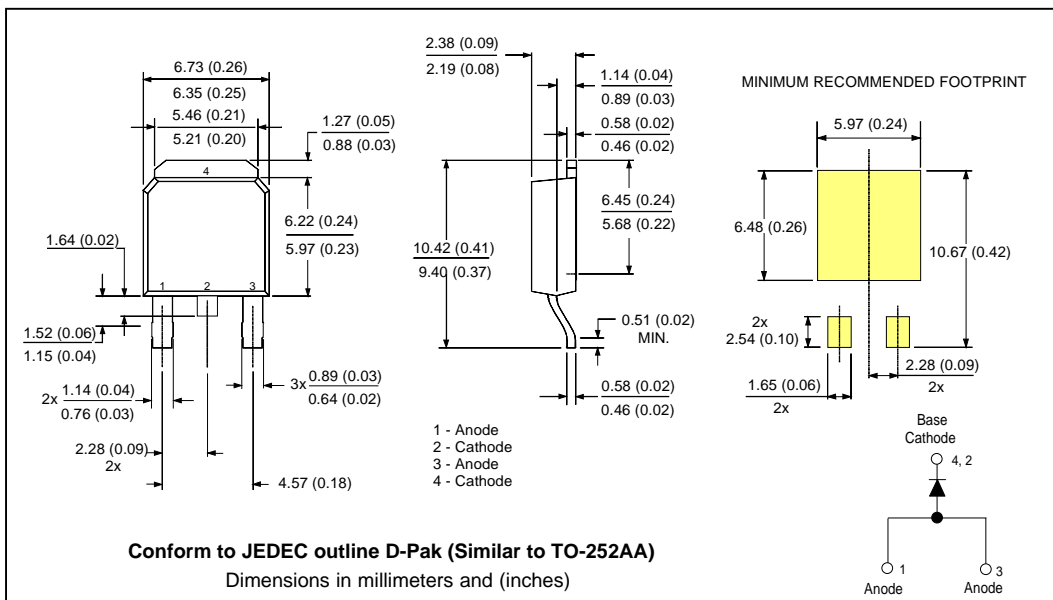 6.73 (0.26)
6.35 (0.25)
5.46 (0.21)
5.21 (0.20)
1.27 (0.05)
0.88 (0.03)
4
6.22 (0.24)
5.97 (0.23)
1.64 (0.02)
1 2 3
1.52 (0.06)
1.15 (0.04)
2x 1.14 (0.04)
0.76 (0.03)
3x 0.89 (0.03)
0.64 (0.02)
2.28 (0.09)
2x
4.57 (0.18)
2.38 (0.09)
2.19 (0.08)
1.14 (0.04)
0.89 (0.03)
0.58 (0.02)
0.46 (0.02)
6.45 (0.24)
5.68 (0.22)
10.42 (0.41)
9.40 (0.37)
0.51 (0.02)
MIN.
0.58 (0.02)
0.46 (0.02)
1 - Anode
2 - Cathode
3 - Anode
4 - Cathode
MINIMUM RECOMMENDED FOOTPRINT
5.97 (0.24)
6.48 (0.26)
10.67 (0.42)
2x
2.54 (0.10)
2.28 (0.09)
2x
1.65 (0.06)
2x
Base
Cathode
4, 2
1
Anode
3
Anode
Conform to JEDEC outline D-Pak (Similar to TO-252AA)
Dimensions in millimeters and (inches)